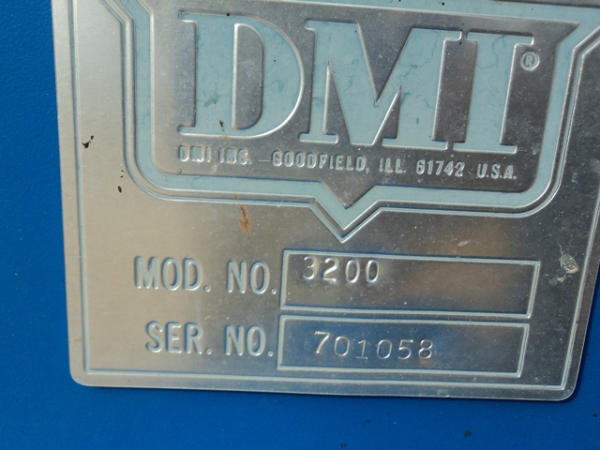 DMI®
DMI INC. - GOODFIELD, ILL. 61742 U.S.A.
MOD. NO. 3200
SER. NO. 701058